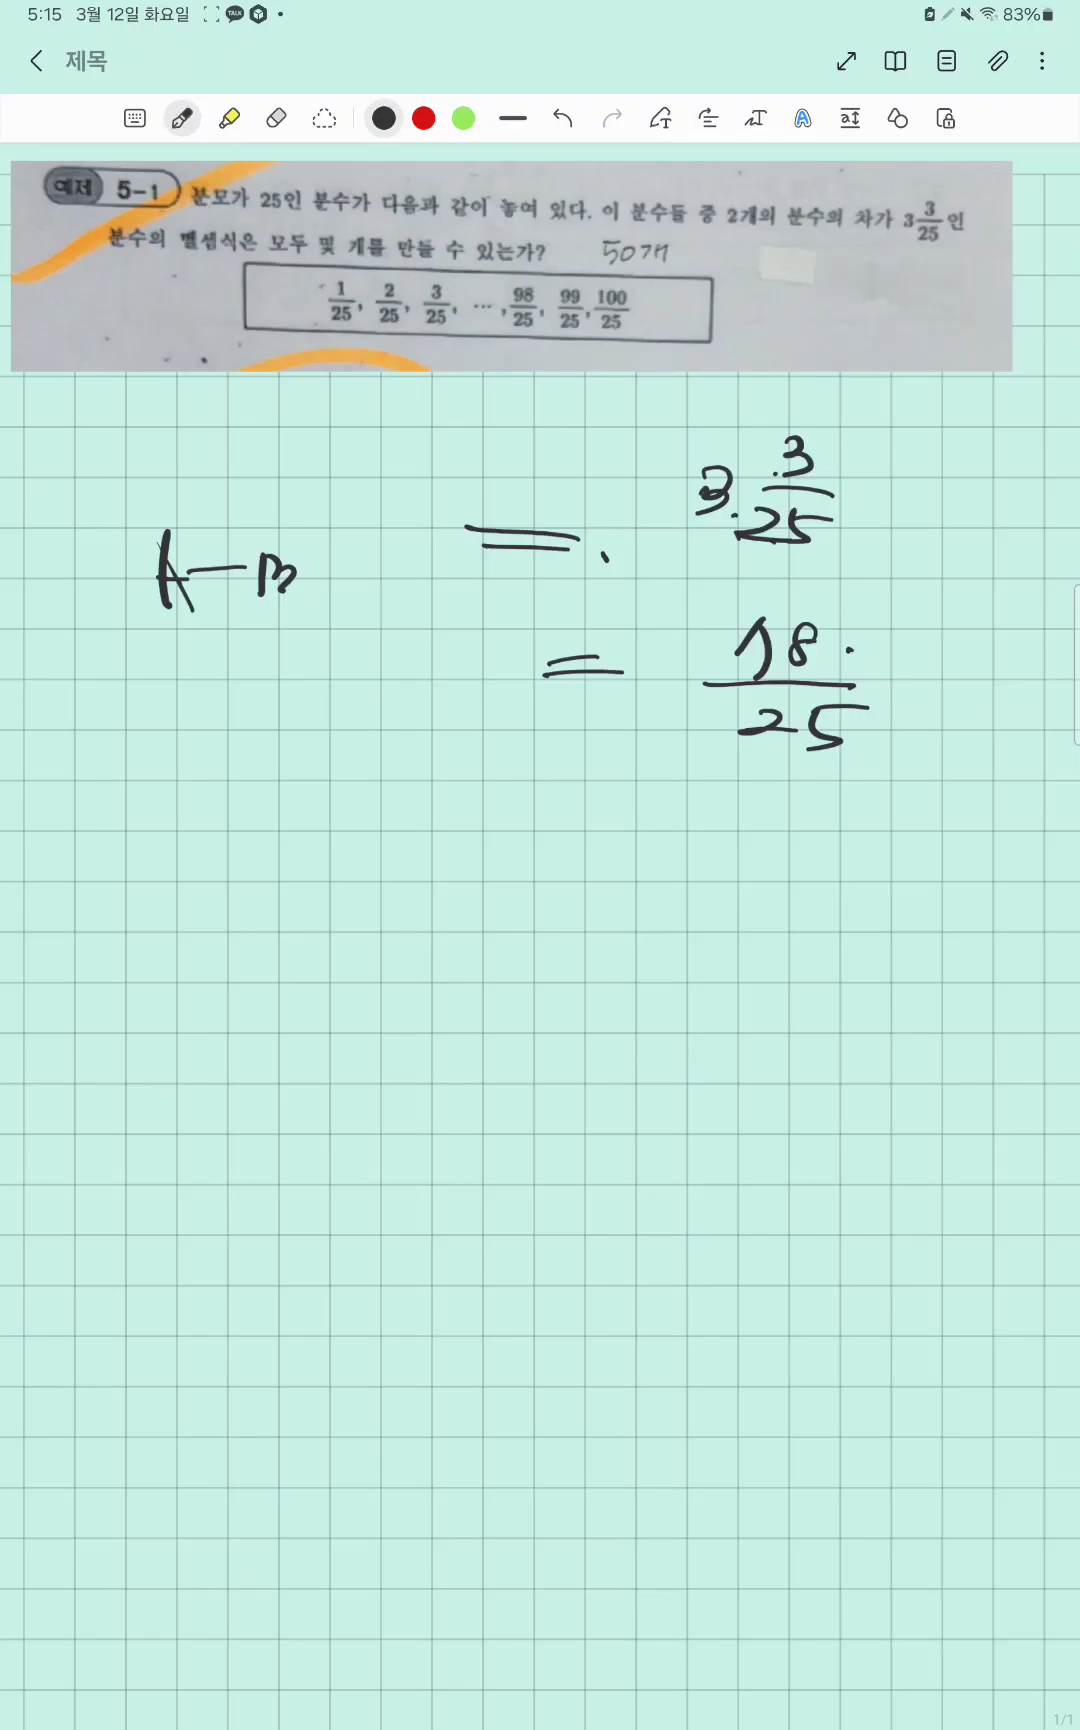 5:15 3월 12일 화요일 TALK 83%
제목
예제 5-1 분모가 25인 분수가 다음과 같이 놓여 있다. 이 분수들 중 2개의 분수의 차가 3 3/25 인
분수의 뺄셈식은 모두 몇 개를 만들 수 있는가? 50개
1/25, 2/25, 3/25, ···, 98/25, 99/25, 100/25
A-B = 3 3/25
= 78/25
1/1